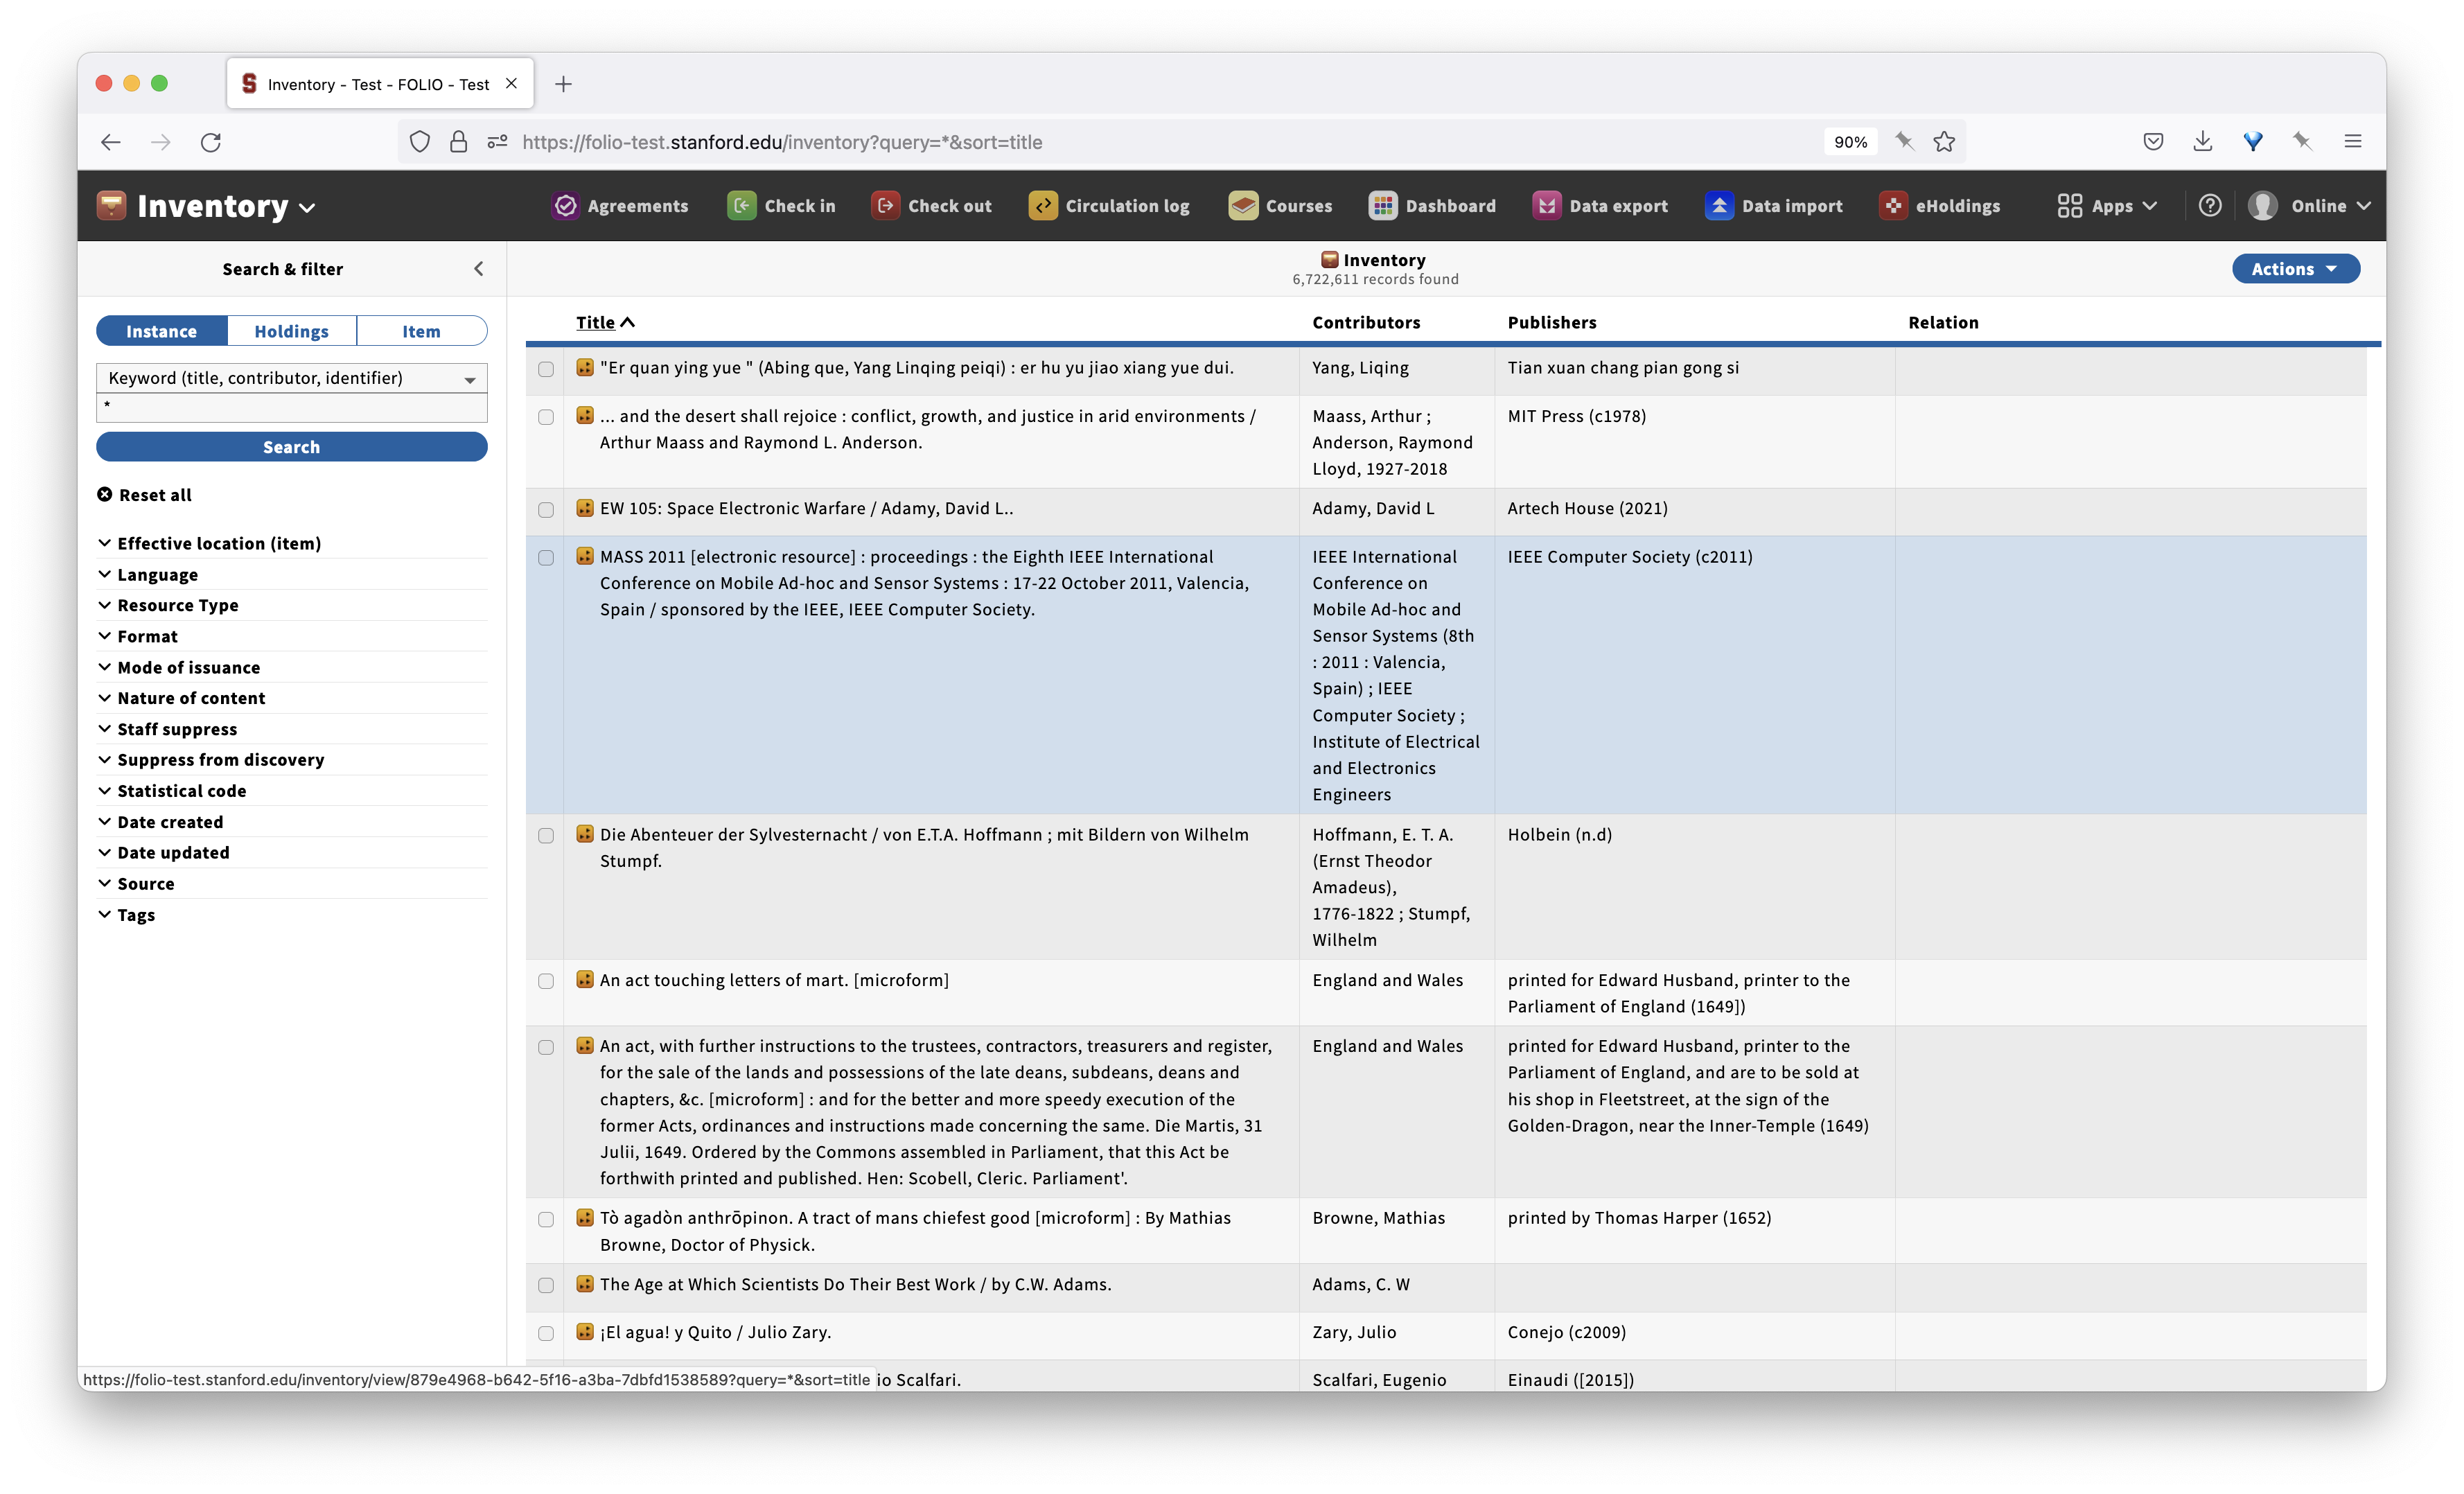 Inventory - Test - FOLIO - Test
https://folio-test.stanford.edu/inventory?query=*&sort=title
90%
Inventory
Agreements
Check in
Check out
Circulation log
Courses
Dashboard
Data export
Data import
eHoldings
Apps
Online
Search & filter
Inventory
6,722,611 records found
Actions
Instance
Holdings
Item
Keyword (title, contributor, identifier)
*
Search
Reset all
Effective location (item)
Language
Resource Type
Format
Mode of issuance
Nature of content
Staff suppress
Suppress from discovery
Statistical code
Date created
Date updated
Source
Tags
Title
Contributors
Publishers
Relation
"Er quan ying yue " (Abing que, Yang Linqing peiqi) : er hu yu jiao xiang yue dui.
Yang, Liqing
Tian xuan chang pian gong si
... and the desert shall rejoice : conflict, growth, and justice in arid environments /
Arthur Maass and Raymond L. Anderson.
Maass, Arthur ;
Anderson, Raymond
Lloyd, 1927-2018
MIT Press (c1978)
EW 105: Space Electronic Warfare / Adamy, David L..
Adamy, David L
Artech House (2021)
MASS 2011 [electronic resource] : proceedings : the Eighth IEEE International
Conference on Mobile Ad-hoc and Sensor Systems : 17-22 October 2011, Valencia,
Spain / sponsored by the IEEE, IEEE Computer Society.
IEEE International
Conference on
Mobile Ad-hoc and
Sensor Systems (8th
: 2011 : Valencia,
Spain) ; IEEE
Computer Society ;
Institute of Electrical
and Electronics
Engineers
IEEE Computer Society (c2011)
Die Abenteuer der Sylvesternacht / von E.T.A. Hoffmann ; mit Bildern von Wilhelm
Stumpf.
Hoffmann, E. T. A.
(Ernst Theodor
Amadeus),
1776-1822 ; Stumpf,
Wilhelm
Holbein (n.d)
An act touching letters of mart. [microform]
England and Wales
printed for Edward Husband, printer to the
Parliament of England (1649])
An act, with further instructions to the trustees, contractors, treasurers and register,
for the sale of the lands and possessions of the late deans, subdeans, deans and
chapters, &c. [microform] : and for the better and more speedy execution of the
former Acts, ordinances and instructions made concerning the same. Die Martis, 31
Julii, 1649. Ordered by the Commons assembled in Parliament, that this Act be
forthwith printed and published. Hen: Scobell, Cleric. Parliament'.
England and Wales
printed for Edward Husband, printer to the
Parliament of England, and are to be sold at
his shop in Fleetstreet, at the sign of the
Golden-Dragon, near the Inner-Temple (1649)
Tò agadòn anthrōpinon. A tract of mans chiefest good [microform] : By Mathias
Browne, Doctor of Physick.
Browne, Mathias
printed by Thomas Harper (1652)
The Age at Which Scientists Do Their Best Work / by C.W. Adams.
Adams, C. W
¡El agua! y Quito / Julio Zary.
Zary, Julio
Conejo (c2009)
https://folio-test.stanford.edu/inventory/view/879e4968-b642-5f16-a3ba-7dbfd1538589?query=*&sort=title
io Scalfari.
Scalfari, Eugenio
Einaudi ([2015])